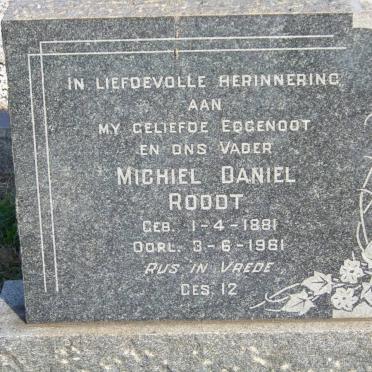 IN LIEFDEVOLLE HERINNERING
AAN
MY GELIEFDE EGGENOOT
EN ONS VADER
MICHIEL DANIEL
ROODT
GEB. 1-4-1881
OORL. 3-6-1961
RUS IN VREDE
GES. 12